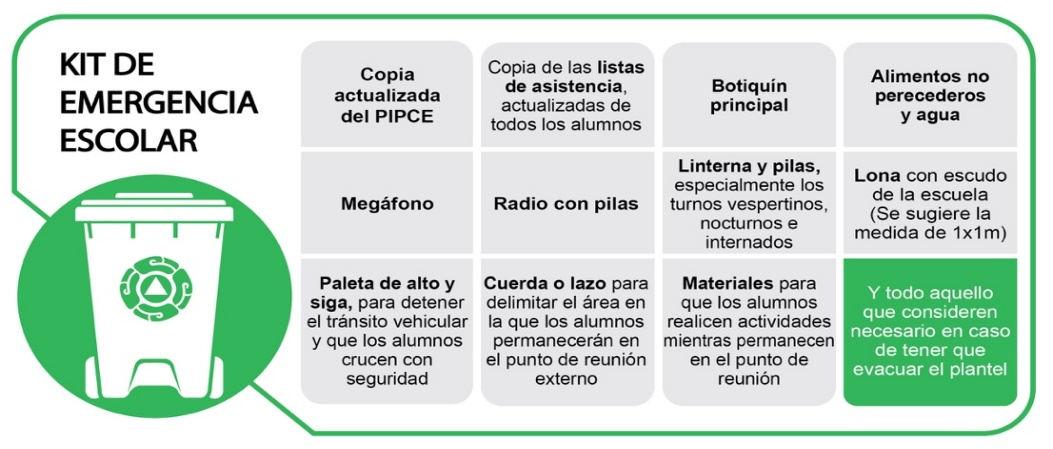 KIT DE
EMERGENCIA
ESCOLAR
Copia
actualizada
del PIPCE
Copia de las listas
de asistencia,
actualizadas de
todos los alumnos
Botiquín
principal
Alimentos no
perecederos
y agua
Megáfono
Radio con pilas
Linterna y pilas,
especialmente los
turnos vespertinos,
nocturnos e
internados
Lona con escudo
de la escuela
(Se sugiere la
medida de 1x1m)
Paleta de alto y
siga, para detener
el tránsito vehicular
y que los alumnos
crucen con
seguridad
Cuerda o lazo para
delimitar el área en
la que los alumnos
permanecerán en
el punto de reunión
externo
Materiales para
que los alumnos
realicen actividades
mientras permanecen
en el punto de
reunión
Y todo aquello
que consideren
necesario en caso
de tener que
evacuar el plantel